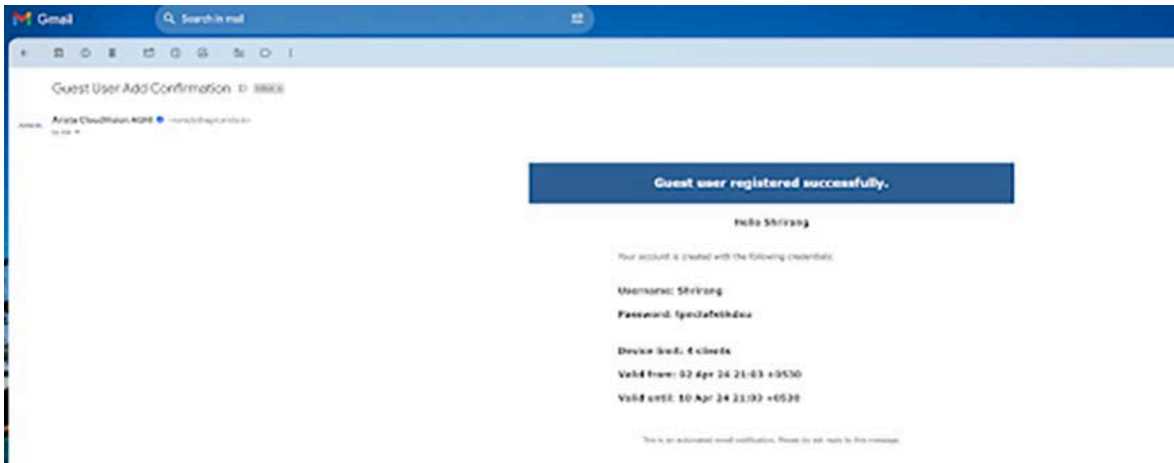 Gmail
Search in mail
Guest User Add Confirmation
Arista CloudVision AGNI
to me
Guest user registered successfully.
Hello Shrirang
Your account is created with the following credentials:
Username: Shrirang
Password:
Device limit: 4 clients
Valid from: 02 Apr 24 21:03 +0530
Valid until: 10 Apr 24 21:03 +0530
This is an automated email notification. Please do not reply to this message.